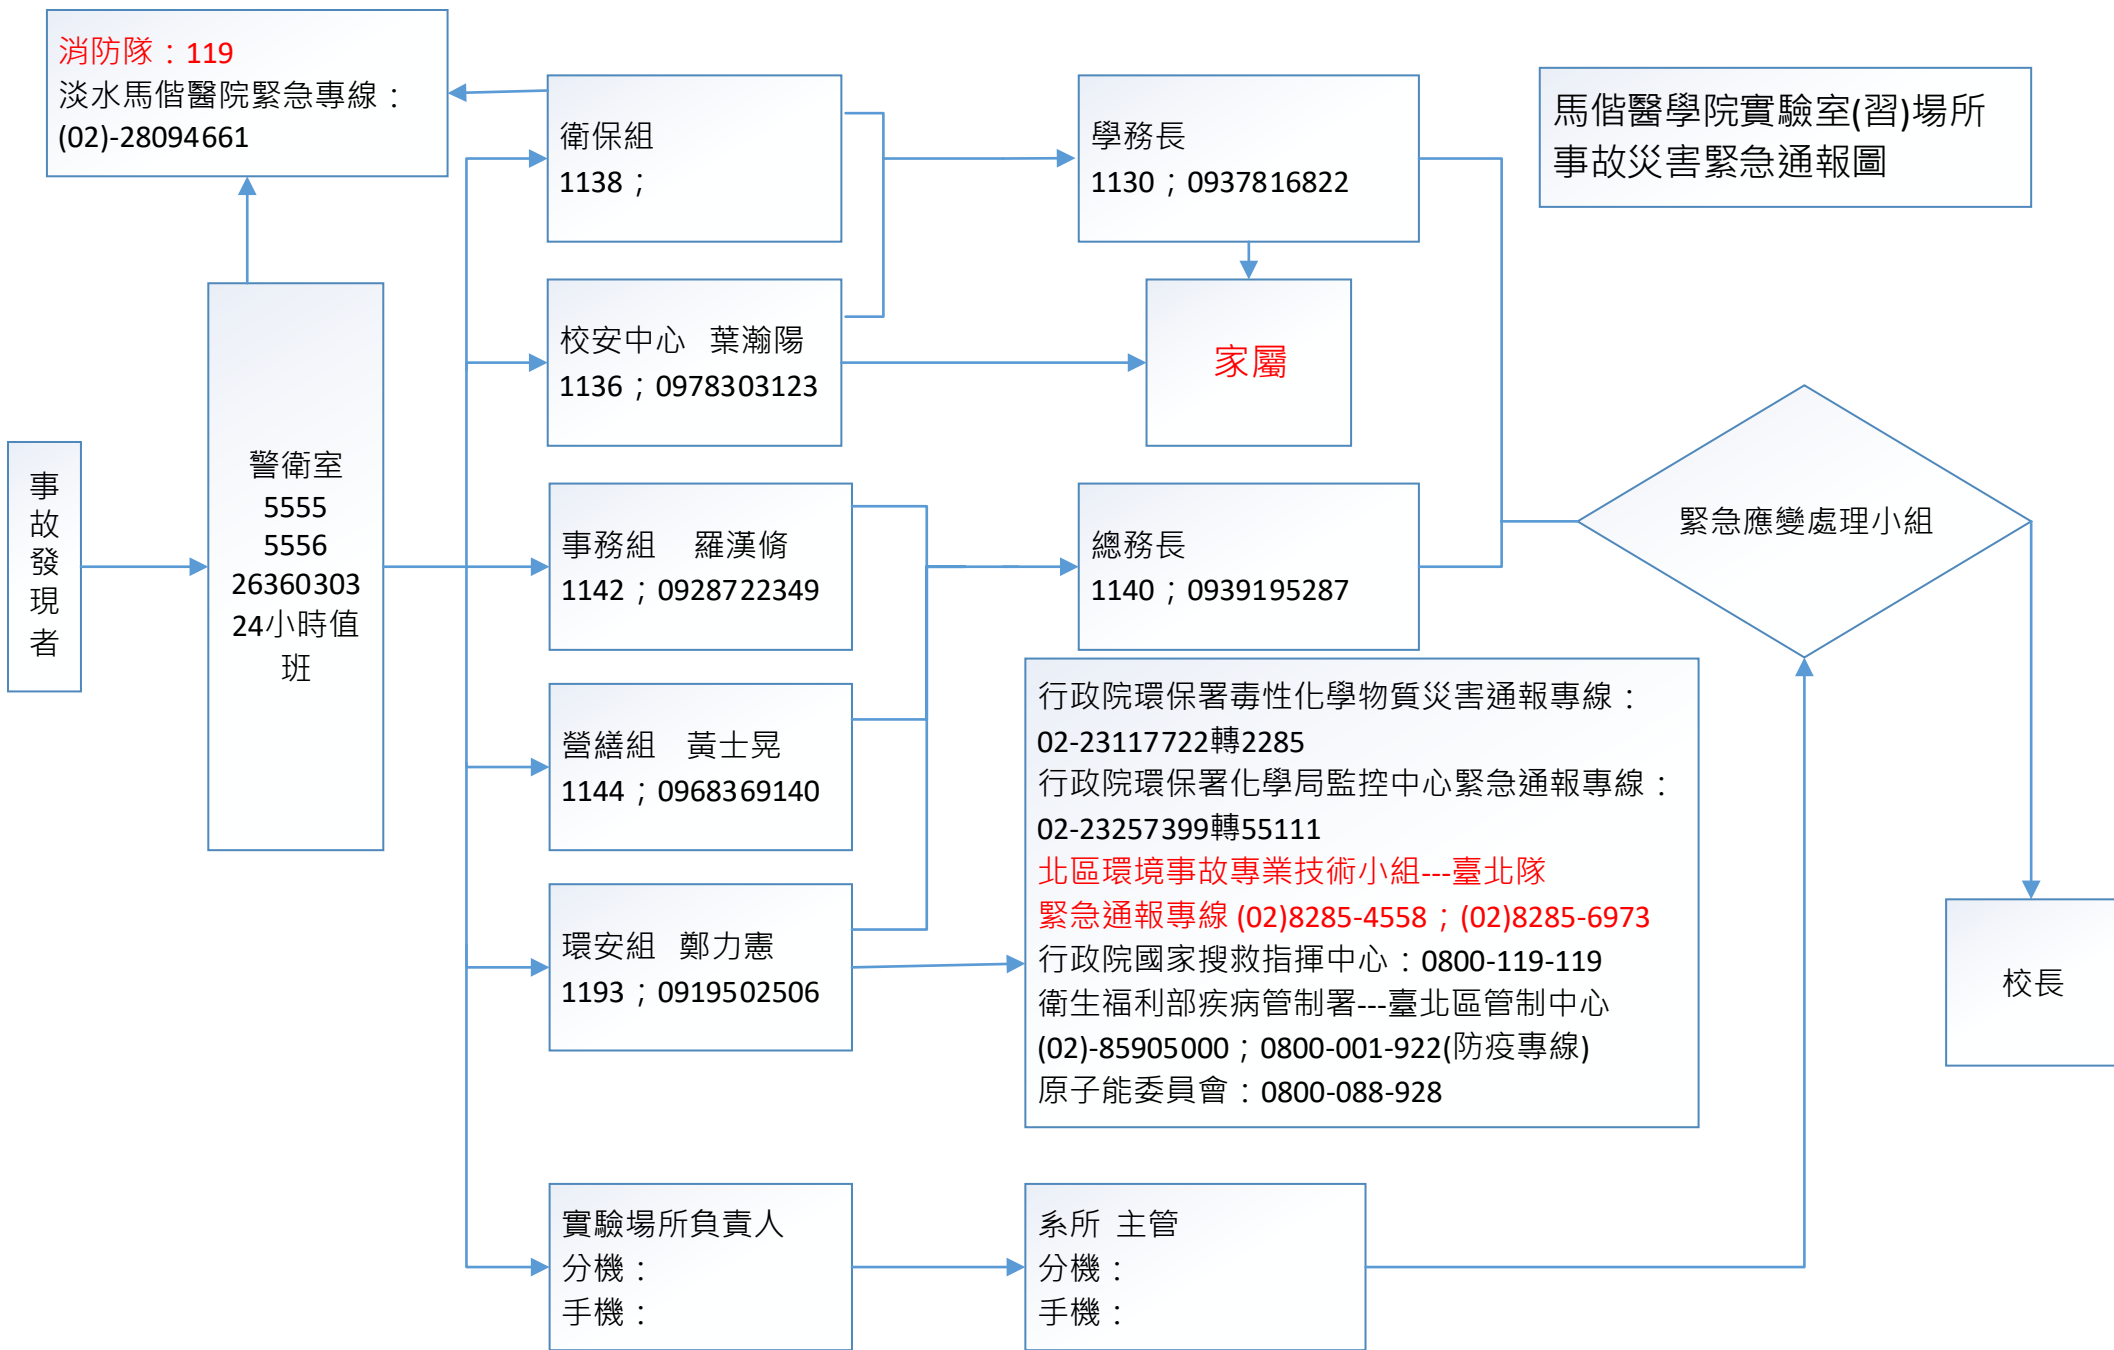 消防隊：119
淡水馬偕醫院緊急專線：
(02)-28094661
馬偕醫學院實驗室(習)場所
事故災害緊急通報圖
事故發現者
警衛室
5555
5556
26360303
24小時值
班
衛保組
1138；
校安中心 葉瀚陽
1136；0978303123
事務組 羅漢脩
1142；0928722349
營繕組 黃士晃
1144；0968369140
環安組 鄭力憲
1193；0919502506
實驗場所負責人
分機：
手機：
學務長
1130；0937816822
家屬
總務長
1140；0939195287
行政院環保署毒性化學物質災害通報專線：
02-23117722轉2285
行政院環保署化學局監控中心緊急通報專線：
02-23257399轉55111
北區環境事故專業技術小組---臺北隊
緊急通報專線 (02)8285-4558；(02)8285-6973
行政院國家搜救指揮中心：0800-119-119
衛生福利部疾病管制署---臺北區管制中心
(02)-85905000；0800-001-922(防疫專線)
原子能委員會：0800-088-928
系所 主管
分機：
手機：
緊急應變處理小組
校長